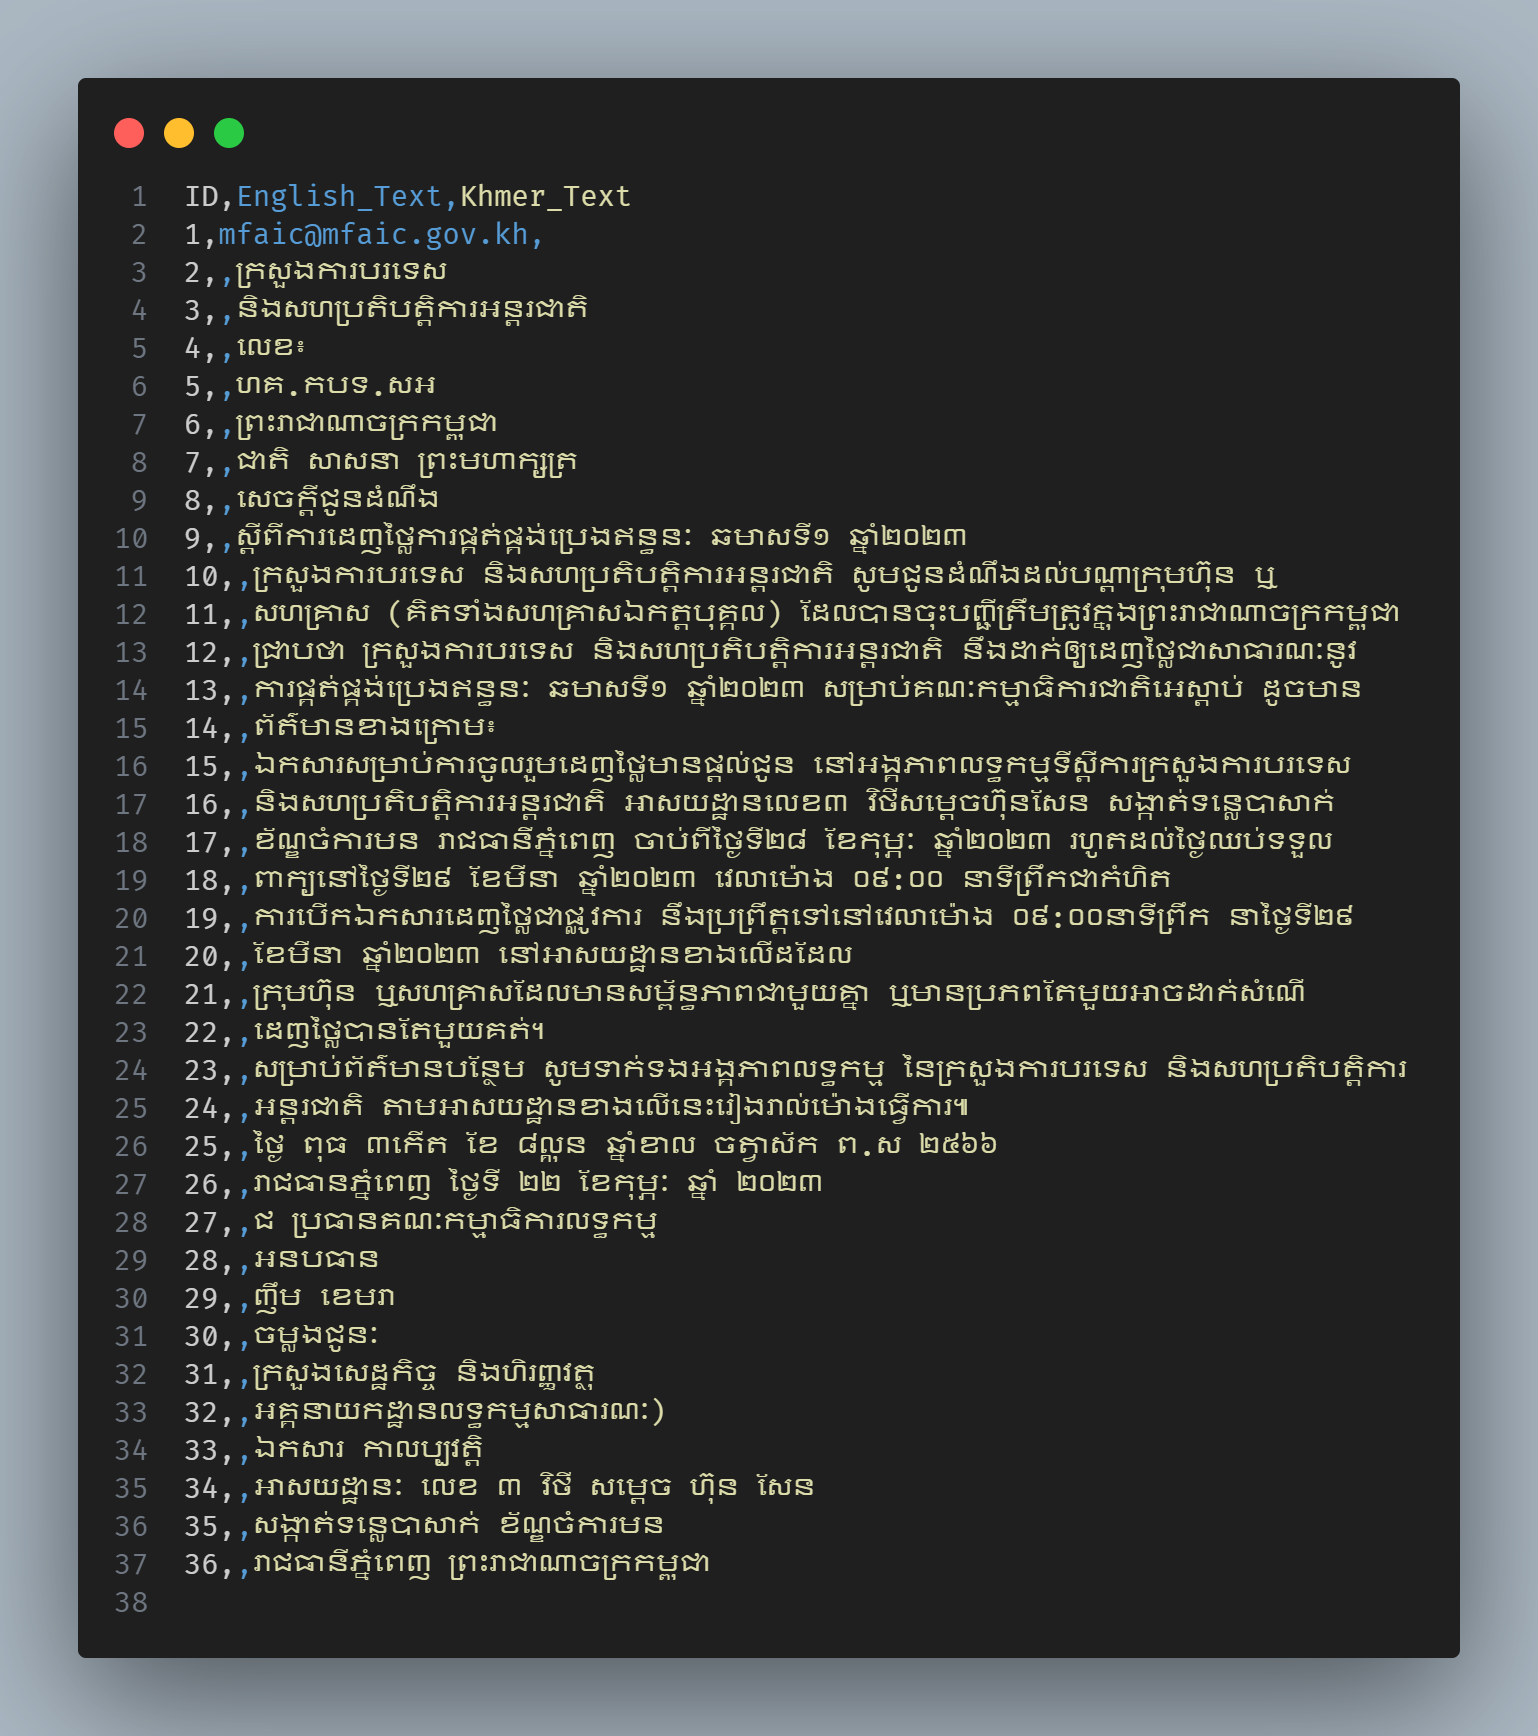 1 ID,English_Text,Khmer_Text
2 1,mfaic@mfaic.gov.kh,
3 2,,ក្រសួងការបរទេស
4 3,,និងសហប្រតិបត្តិការអន្តរជាតិ
5 4,,លេខ៖
6 5,,ហគ.កបទ.សអ
7 6,,ព្រះរាជាណាចក្រកម្ពុជា
8 7,,ជាតិ សាសនា ព្រះមហាក្សត្រ
9 8,,សេចក្តីជូនដំណឹង
10 9,,ស្តីពីការដេញថ្លៃការផ្គត់ផ្គង់ប្រេងឥន្ធនៈ ឆមាសទី១ ឆ្នាំ២០២៣
11 10,,ក្រសួងការបរទេស និងសហប្រតិបត្តិការអន្តរជាតិ សូមជូនដំណឹងដល់បណ្តាក្រុមហ៊ុន ឬ
12 11,,សហគ្រាស (គិតទាំងសហគ្រាសឯកត្តបុគ្គល) ដែលបានចុះបញ្ជីត្រឹមត្រូវក្នុងព្រះរាជាណាចក្រកម្ពុជា
13 12,,ជ្រាបថា ក្រសួងការបរទេស និងសហប្រតិបត្តិការអន្តរជាតិ នឹងដាក់ឲ្យដេញថ្លៃជាសាធារណៈនូវ
14 13,,ការផ្គត់ផ្គង់ប្រេងឥន្ធនៈ ឆមាសទី១ ឆ្នាំ២០២៣ សម្រាប់គណៈកម្មាធិការជាតិអេស្តាប់ ដូចមាន
15 14,,ព័ត៌មានខាងក្រោម៖
16 15,,ឯកសារសម្រាប់ការចូលរួមដេញថ្លៃមានផ្តល់ជូន នៅអង្គភាពលទ្ធកម្មទីស្តីការក្រសួងការបរទេស
17 16,,និងសហប្រតិបត្តិការអន្តរជាតិ អាសយដ្ឋានលេខ៣ វិថីសម្តេចហ៊ុនសែន សង្កាត់ទន្លេបាសាក់
18 17,,ខ័ណ្ឌចំការមន រាជធានីភ្នំពេញ ចាប់ពីថ្ងៃទី២៨ ខែកុម្ភៈ ឆ្នាំ២០២៣ រហូតដល់ថ្ងៃឈប់ទទួល
19 18,,ពាក្យនៅថ្ងៃទី២៩ ខែមីនា ឆ្នាំ២០២៣ វេលាម៉ោង ០៩:០០ នាទីព្រឹកជាកំហិត
20 19,,ការបើកឯកសារដេញថ្លៃជាផ្លូវការ នឹងប្រព្រឹត្តទៅនៅវេលាម៉ោង ០៩:០០នាទីព្រឹក នាថ្ងៃទី២៩
21 20,,ខែមីនា ឆ្នាំ២០២៣ នៅអាសយដ្ឋានខាងលើដដែល
22 21,,ក្រុមហ៊ុន ឬសហគ្រាសដែលមានសម្ព័ន្ធភាពជាមួយគ្នា ឬមានប្រភពតែមួយអាចដាក់សំណើ
23 22,,ដេញថ្លៃបានតែមួយគត់។
24 23,,សម្រាប់ព័ត៌មានបន្ថែម សូមទាក់ទងអង្គភាពលទ្ធកម្ម នៃក្រសួងការបរទេស និងសហប្រតិបត្តិការ
25 24,,អន្តរជាតិ តាមអាសយដ្ឋានខាងលើនេះរៀងរាល់ម៉ោងធ្វើការ៕
26 25,,ថ្ងៃ ពុធ ៣កើត ខែ ៨ល្គុន ឆ្នាំខាល ចត្វាស័ក ព.ស ២៥៦៦
27 26,,រាជធានភ្នំពេញ ថ្ងៃទី ២២ ខែកុម្ភៈ ឆ្នាំ ២០២៣
28 27,,ជ ប្រធានគណៈកម្មាធិការលទ្ធកម្ម
29 28,,អនបធាន
30 29,,ញឹម ខេមរា
31 30,,ចម្លងជូនៈ
32 31,,ក្រសួងសេដ្ឋកិច្ច និងហិរញ្ញវត្ថុ
33 32,,អគ្គនាយកដ្ឋានលទ្ធកម្មសាធារណៈ)
34 33,,ឯកសារ កាលប្បវត្តិ
35 34,,អាសយដ្ឋានៈ លេខ ៣ វិថី សម្តេច ហ៊ុន សែន
36 35,,សង្កាត់ទន្លេបាសាក់ ខ័ណ្ឌចំការមន
37 36,,រាជធានីភ្នំពេញ ព្រះរាជាណាចក្រកម្ពុជា
38